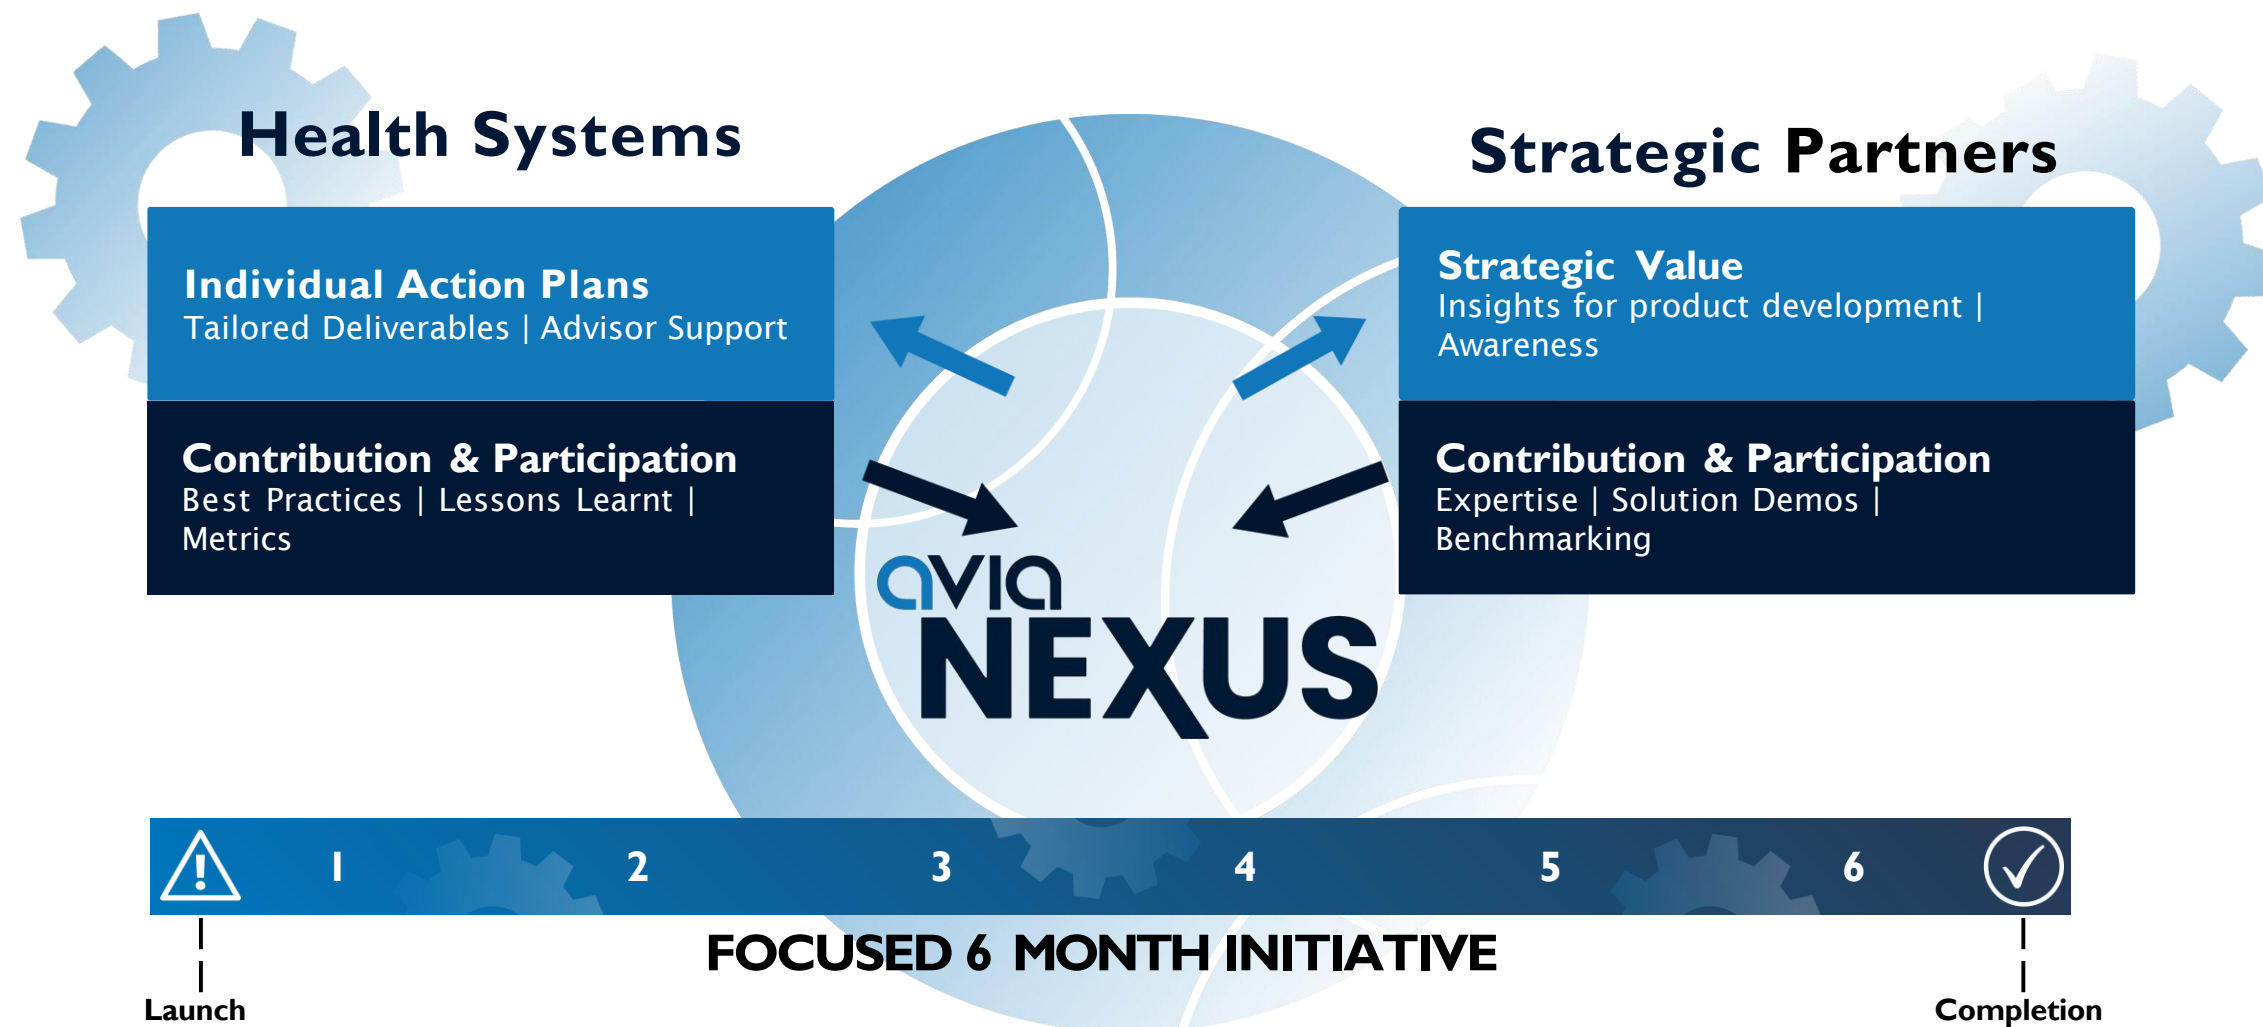 Health Systems
Individual Action Plans
Tailored Deliverables | Advisor Support
Contribution & Participation
Best Practices | Lessons Learnt |
Metrics
Strategic Partners
Strategic Value
Insights for product development |
Awareness
Contribution & Participation
Expertise | Solution Demos |
Benchmarking
avia
NEXUS
1 2 3 4 5 6
FOCUSED 6 MONTH INITIATIVE
Launch
Completion